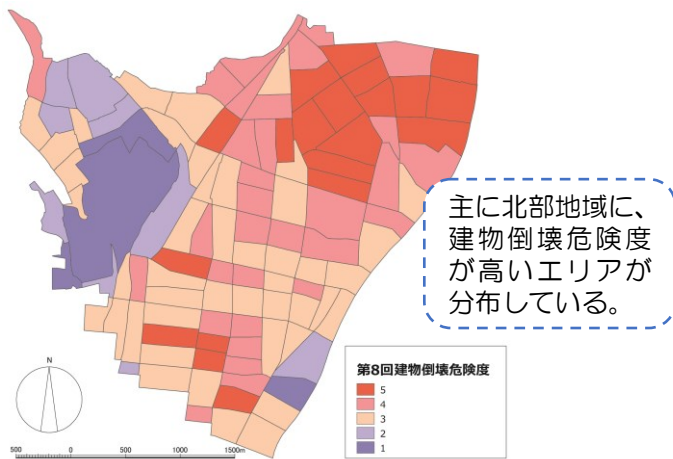 主に北部地域に、
建物倒壊危険度
が高いエリアが
分布している。
N
第8回建物倒壊危険度
5
4
3
2
1
500 0 500 1000 1500m